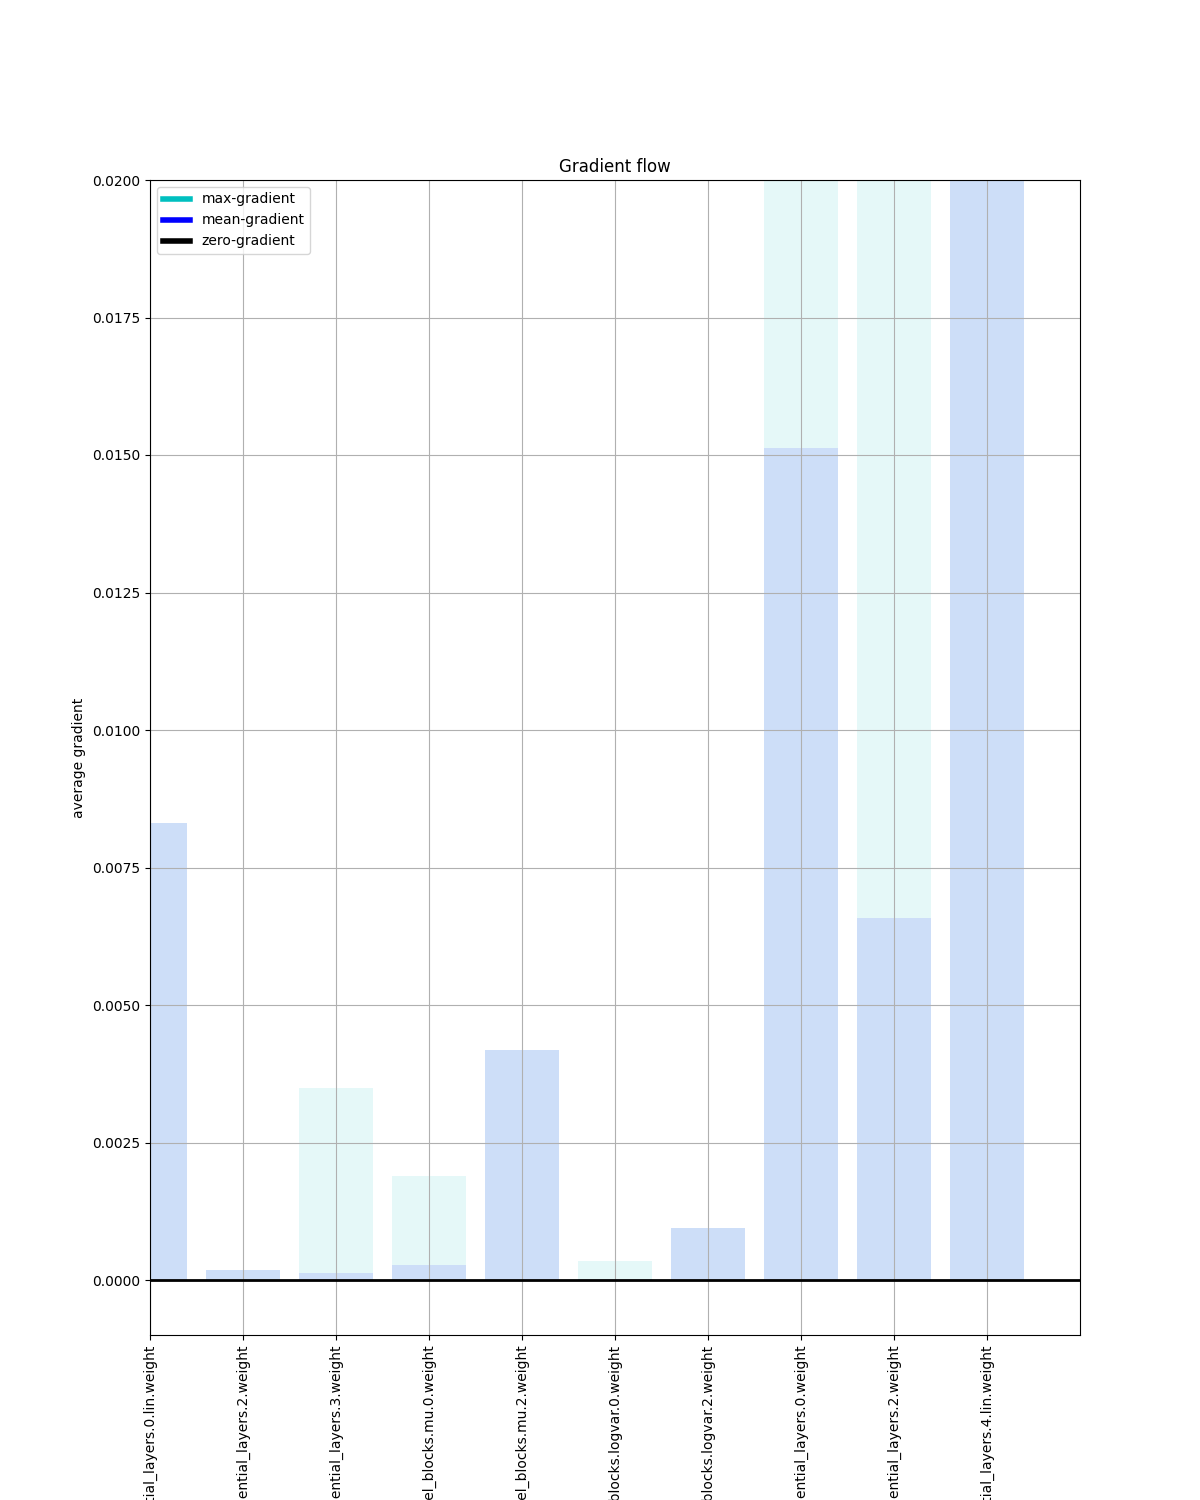 Gradient flow
max-gradient
mean-gradient
zero-gradient
0.0200
0.0175
0.0150
0.0125
0.0100
0.0075
0.0050
0.0025
0.0000
average gradient
tial_layers.0.lin.weight
ential_layers.2.weight
ential_layers.3.weight
el_blocks.mu.0.weight
el_blocks.mu.2.weight
blocks.logvar.0.weight
blocks.logvar.2.weight
ential_layers.0.weight
ential_layers.2.weight
tial_layers.4.lin.weight